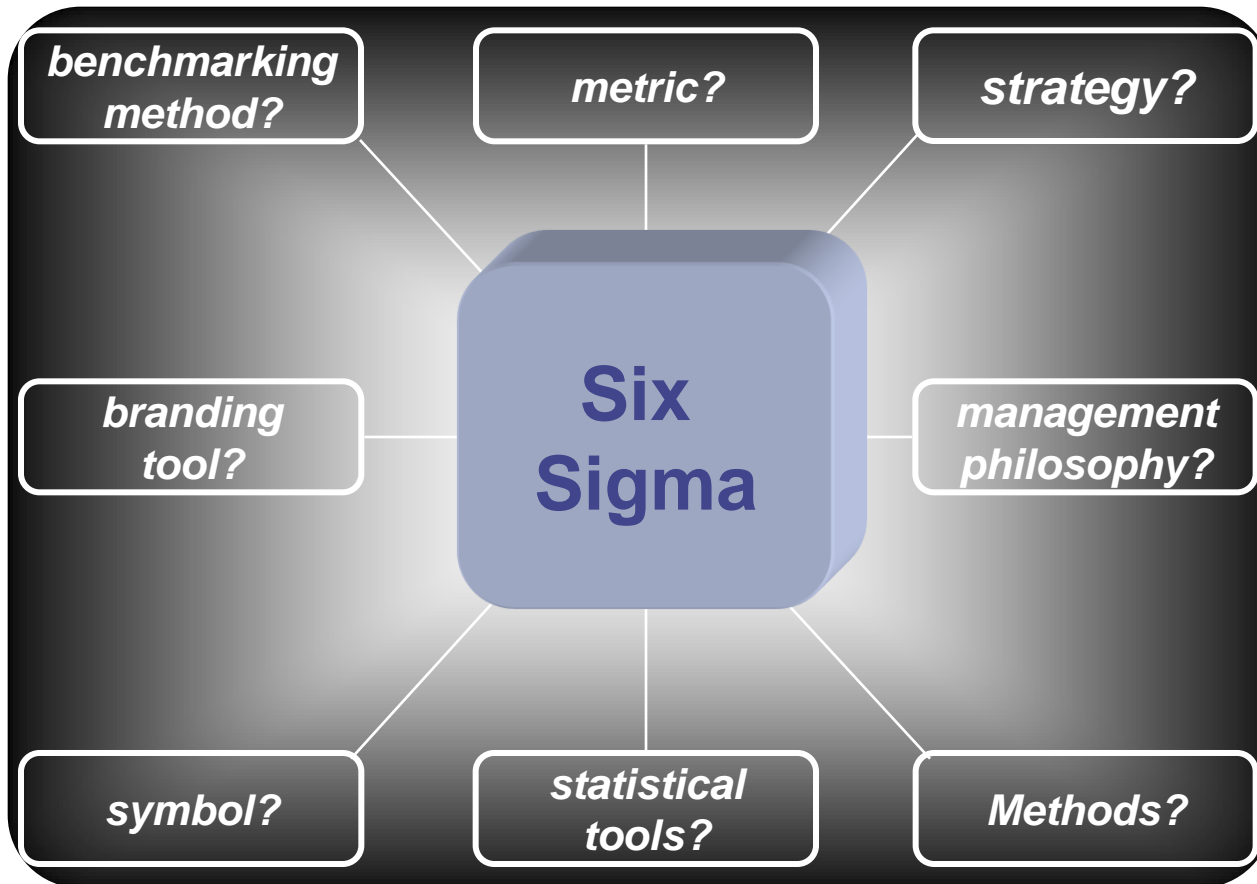 benchmarking
method?
metric?
strategy?
branding
tool?
Six
Sigma
management
philosophy?
symbol?
statistical
tools?
Methods?